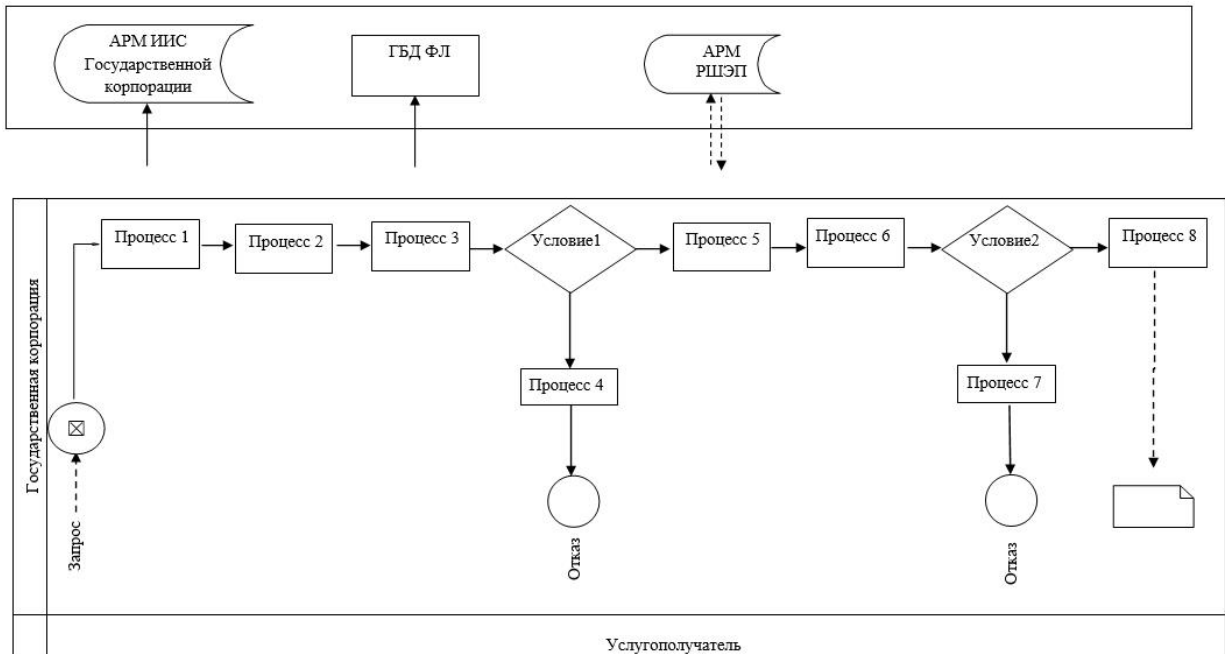 АРМ ИИС
Государственной
корпорации
ГБД ФЛ
АРМ
РШЭП
Государственная корпорация
Процесс 1
Процесс 2
Процесс 3
Условие1
Процесс 5
Процесс 6
Условие2
Процесс 8
Процесс 4
Процесс 7
Запрос
Отказ
Отказ
Услугополучатель